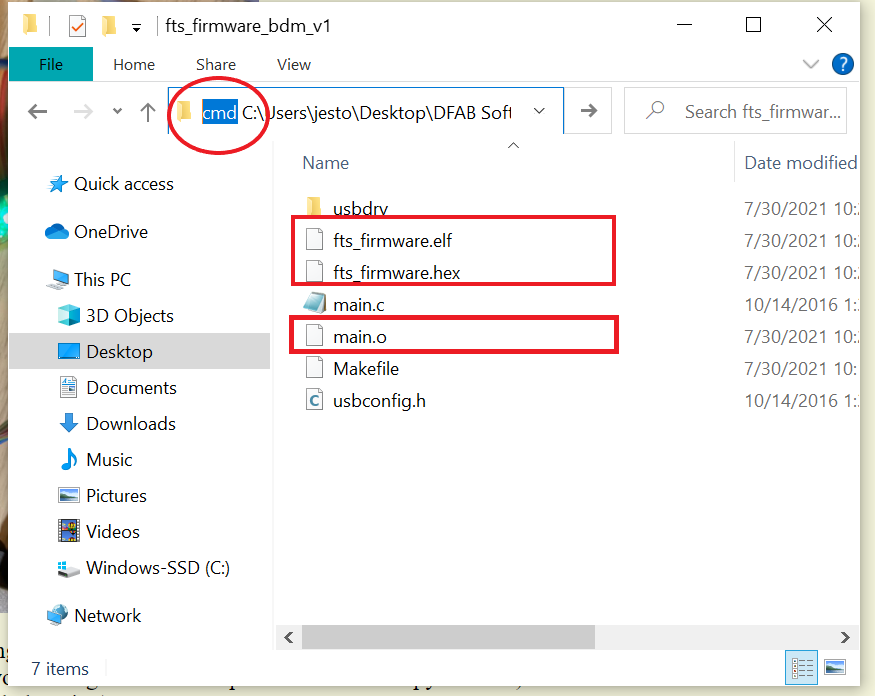 fts_firmware_bdm_v1
File Home Share View
cmd C:\Users\jesto\Desktop\DFAB Soft
Search fts_firmwar...
Name Date modified
Quick access
OneDrive
This PC
3D Objects
Desktop
Documents
Downloads
Music
Pictures
Videos
Windows-SSD (C:)
Network
usbdrv 7/30/2021 10:
fts_firmware.elf 7/30/2021 10:
fts_firmware.hex 7/30/2021 10:
main.c 10/14/2016 1:
main.o 7/30/2021 10:
Makefile 7/30/2021 10:
usbconfig.h 10/14/2016 1:
7 items